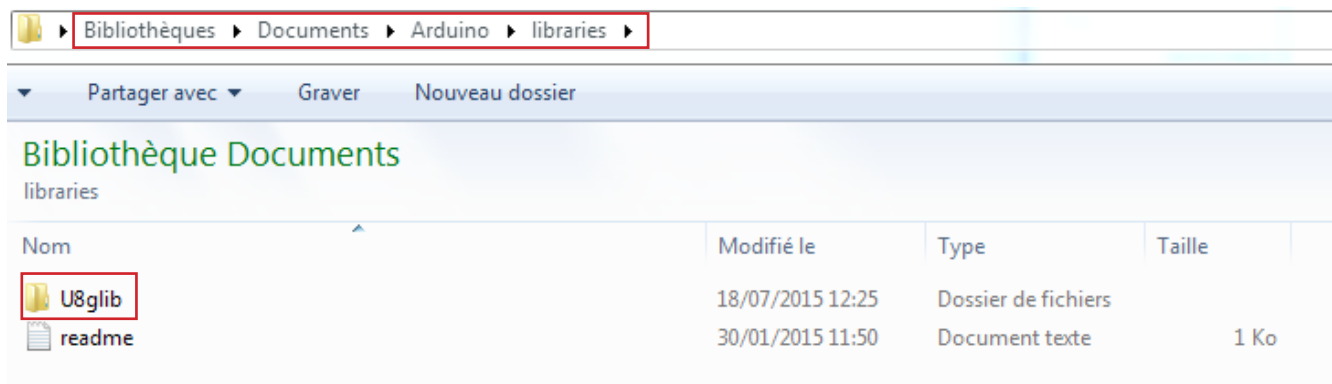 Bibliothèques Documents Arduino libraries
Partager avec Graver Nouveau dossier
Bibliothèque Documents
libraries
Nom Modifié le Type Taille
U8glib 18/07/2015 12:25 Dossier de fichiers
readme 30/01/2015 11:50 Document texte 1 Ko